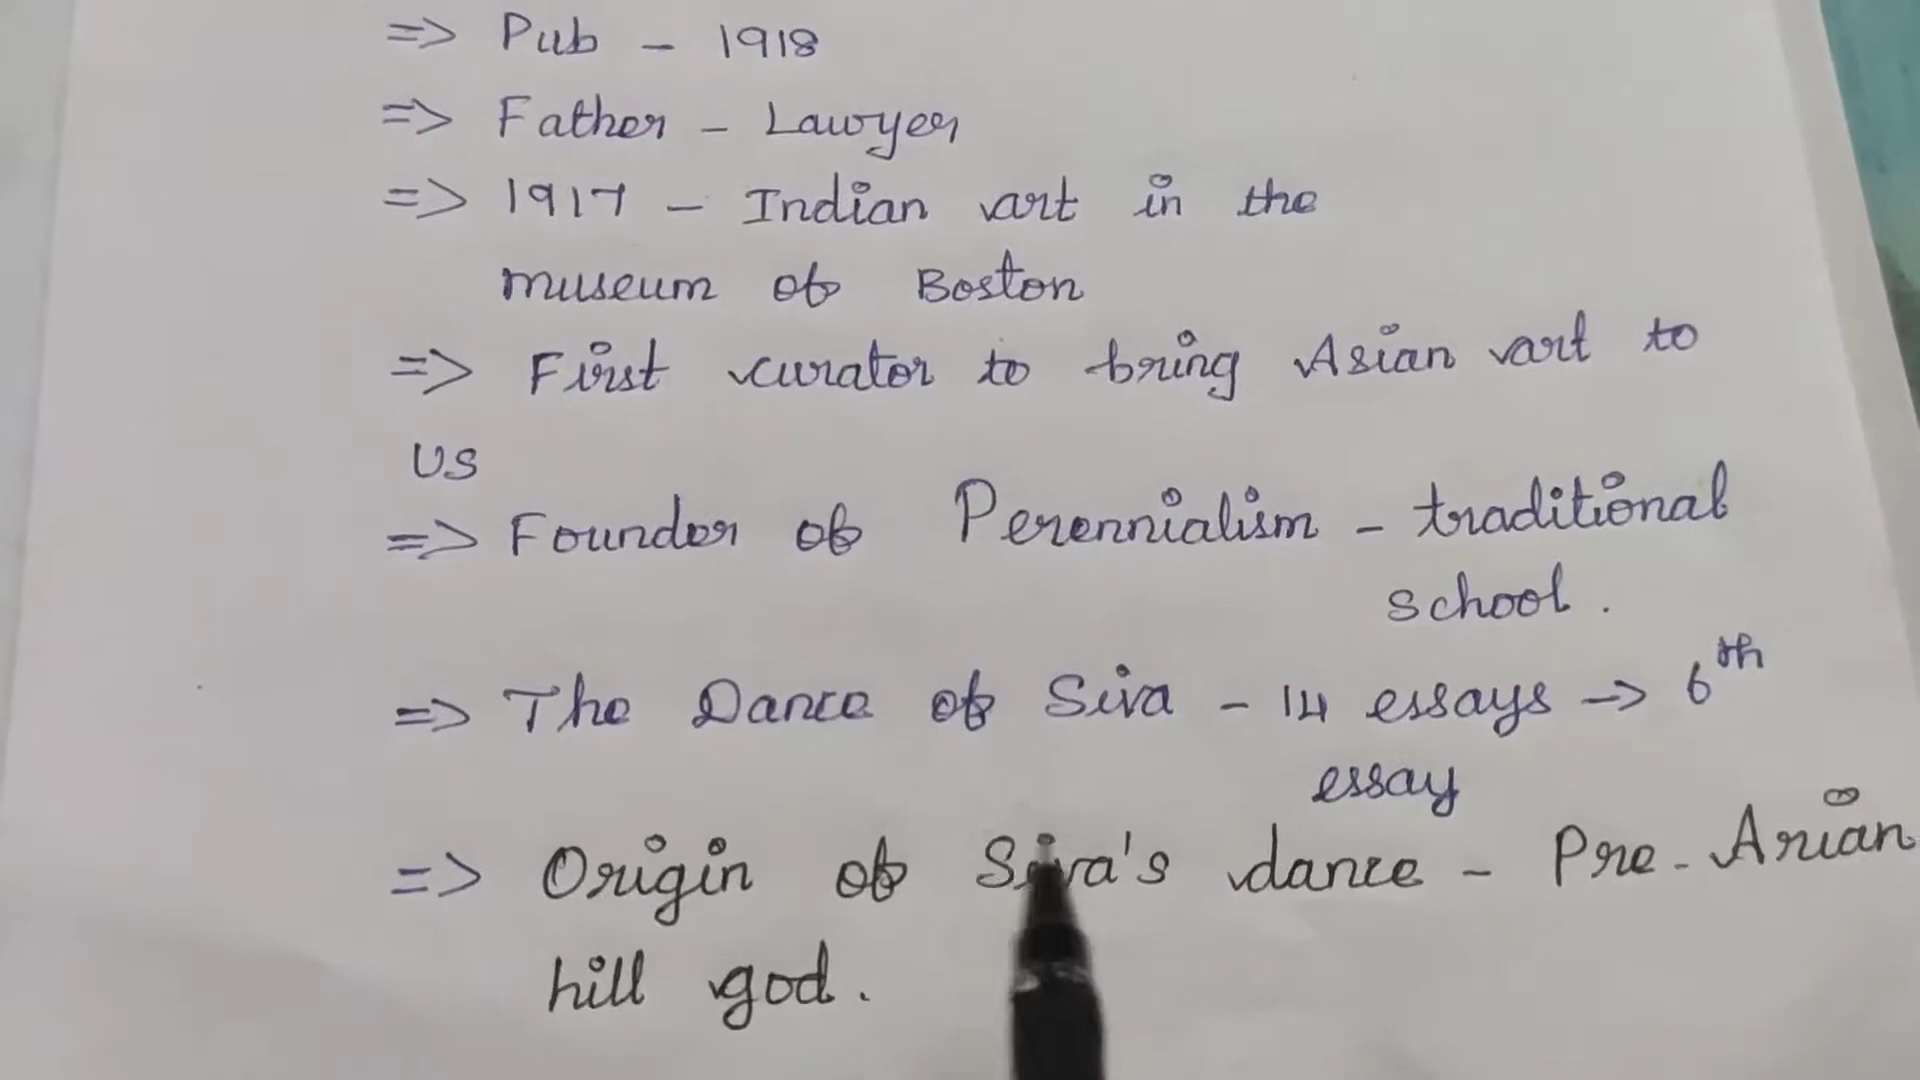 => Pub - 1918
=> Father - Lawyer
=> 1917 - Indian art in the
museum of Boston
=> First curator to bring Asian art to
US
=> Founder of Perennialism - traditional
school.
=> The Dance of Siva - 14 essays -> 6th
essay
=> Origin of Siva's dance - Pre-Arian
hill god.